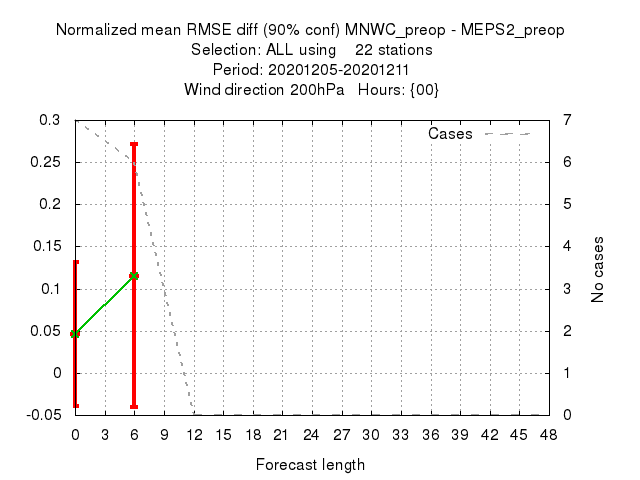 Normalized mean RMSE diff (90% conf) MNWC_preop - MEPS2_preop
Selection: ALL using 22 stations
Period: 20201205-20201211
Wind direction 200hPa Hours: {00}
Cases
0.3
0.25
0.2
0.15
0.1
0.05
0
-0.05
7
6
5
4
3
2
1
0
No cases
0 3 6 9 12 15 18 21 24 27 30 33 36 39 42 45 48
Forecast length